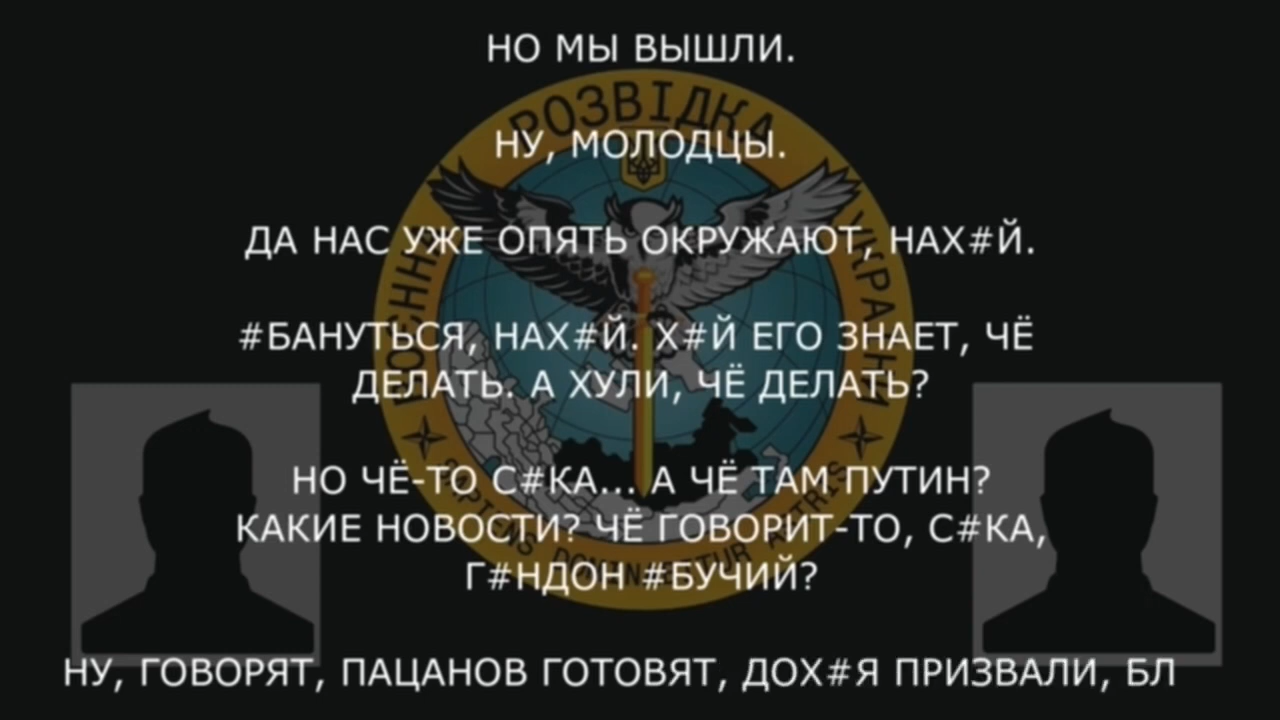 НО МЫ ВЫШЛИ.
РОЗВІДКА
НУ, МОЛОДЦЫ.
ДА НАС УЖЕ ОПЯТЬ ОКРУЖАЮТ, НАХ#Й.
ВОЄННА
УКРАЇНИ
#БАНУТЬСЯ, НАХ#Й. Х#Й ЕГО ЗНАЕТ, ЧЁ
ДЕЛАТЬ. А ХУЛИ, ЧЁ ДЕЛАТЬ?
НО ЧЁ-ТО С#КА... А ЧЁ ТАМ ПУТИН?
КАКИЕ НОВОСТИ? ЧЁ ГОВОРИТ-ТО, С#КА,
Г#НДОН #БУЧИЙ?
НУ, ГОВОРЯТ, ПАЦАНОВ ГОТОВЯТ, ДОХ#Я ПРИЗВАЛИ, БЛ